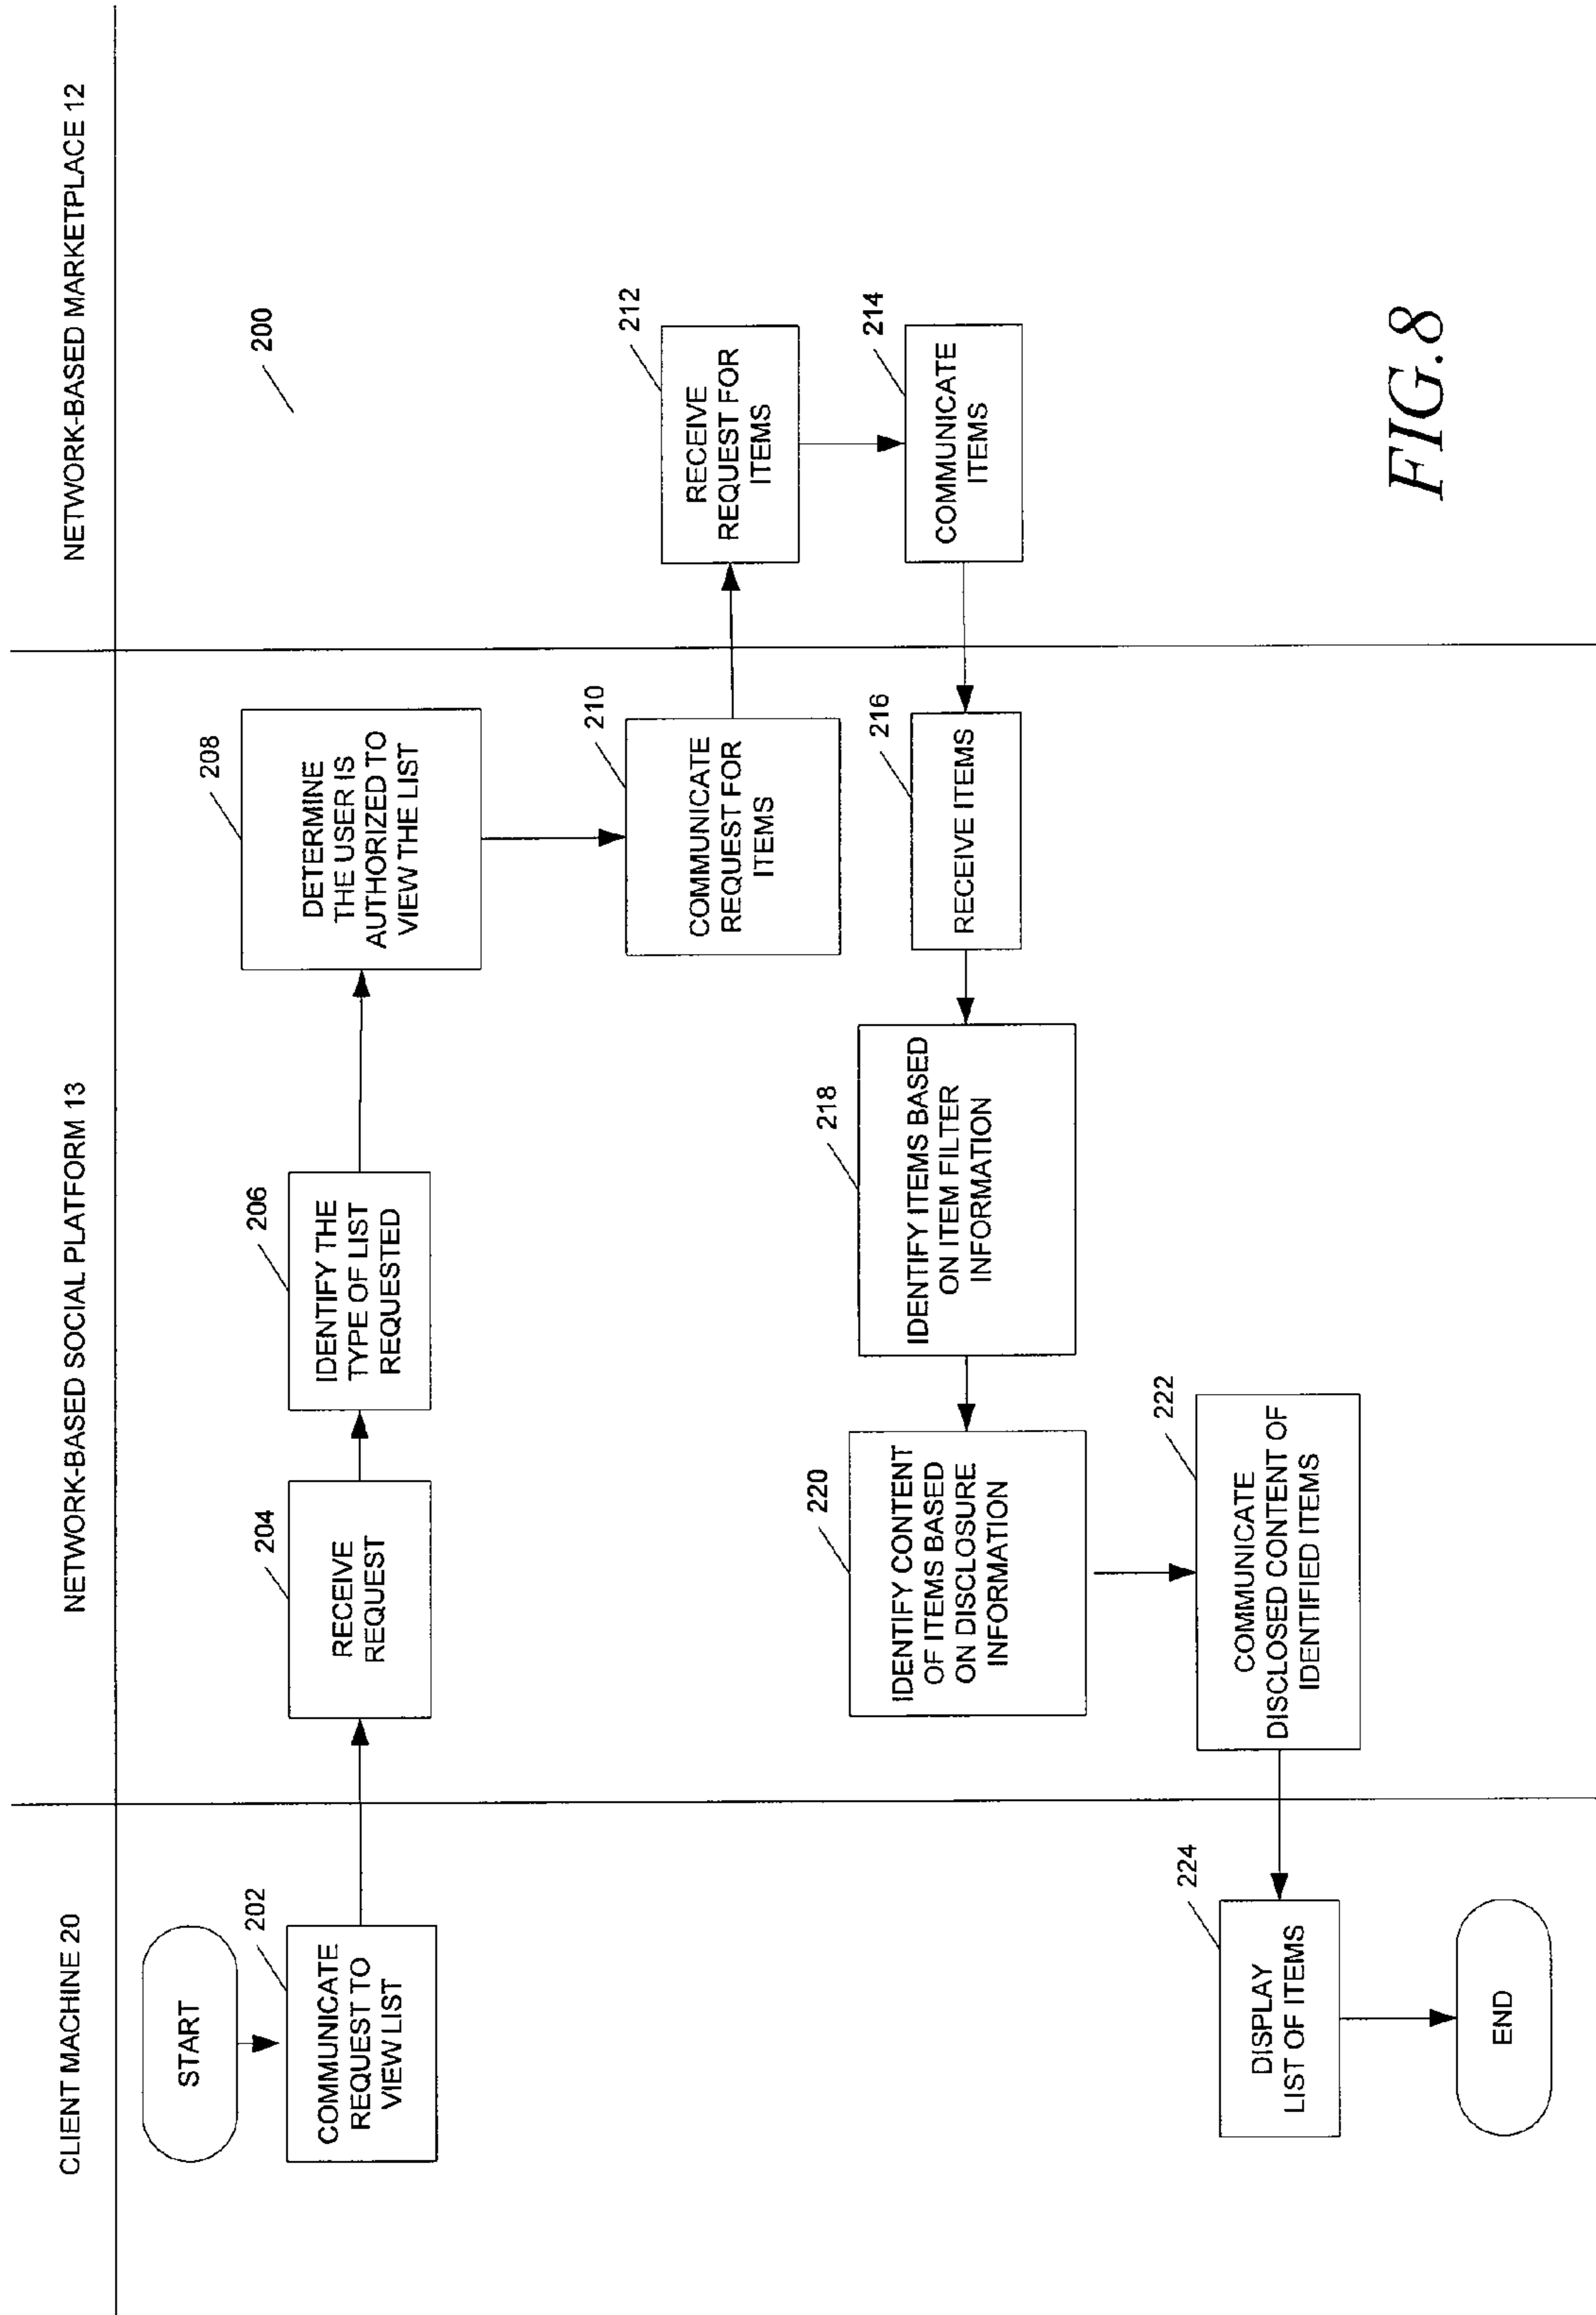 CLIENT MACHINE 20
NETWORK-BASED SOCIAL PLATFORM 13
NETWORK-BASED MARKETPLACE 12
START
202
COMMUNICATE
REQUEST TO
VIEW LIST
204
RECEIVE
REQUEST
206
IDENTIFY THE
TYPE OF LIST
REQUESTED
208
DETERMINE
THE USER IS
AUTHORIZED TO
VIEW THE LIST
200
210
COMMUNICATE
REQUEST FOR
ITEMS
212
RECEIVE
REQUEST FOR
ITEMS
214
COMMUNICATE
ITEMS
216
RECEIVE ITEMS
218
IDENTIFY ITEMS BASED
ON ITEM FILTER
INFORMATION
220
IDENTIFY CONTENT
OF ITEMS BASED
ON DISCLOSURE
INFORMATION
222
COMMUNICATE
DISCLOSED CONTENT OF
IDENTIFIED ITEMS
224
DISPLAY
LIST OF ITEMS
END
FIG.8